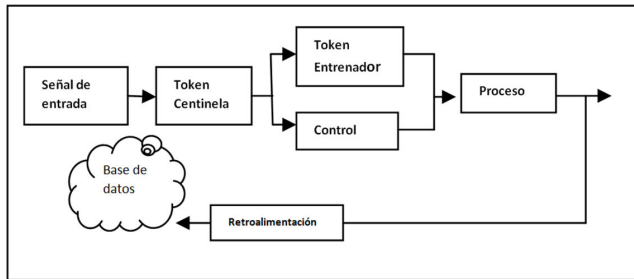 Señal de
entrada
Token
Centinela
Token
Entrenador
Control
Proceso
Base de
datos
Retroalimentación